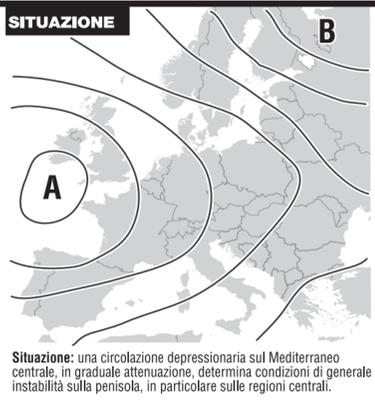 SITUAZIONE
B
A
Situazione: una circolazione depressionaria sul Mediterraneo
centrale, in graduale attenuazione, determina condizioni di generale
instabilità sulla penisola, in particolare sulle regioni centrali.